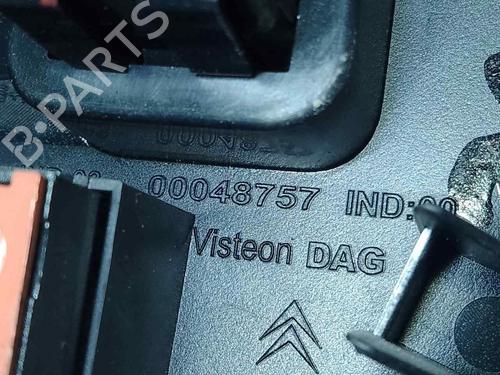 B-PARTS
00048757 IND:00
Visteon DAG